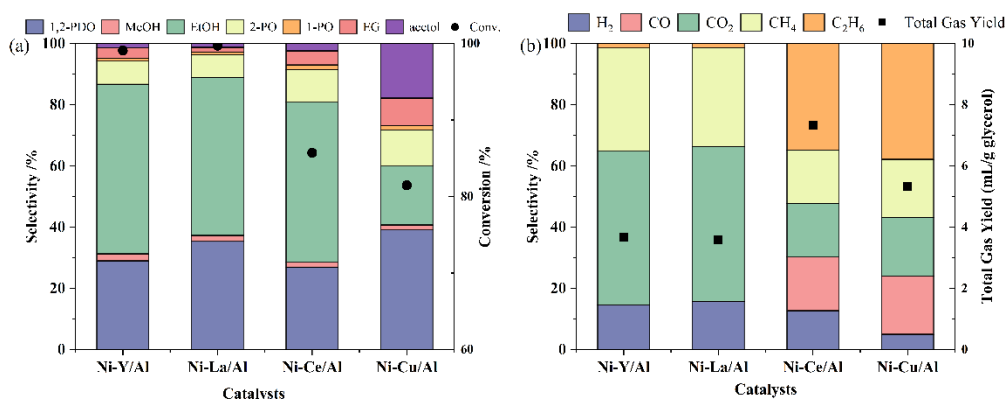 1,2-PDO MeOH EtOH 2-PO 1-PO EG acetol Conv.
(a)
100
80
60
40
20
0
Selectivity /%
100
80
60
Conversion /%
Ni-Y/Al Ni-La/Al Ni-Ce/Al Ni-Cu/Al
Catalysts
H₂ CO CO₂ CH₄ C₂H₆ Total Gas Yield
(b)
100
80
60
40
20
0
Selectivity /%
10
8
6
4
2
0
Total Gas Yield (mL/g glycerol)
Ni-Y/Al Ni-La/Al Ni-Ce/Al Ni-Cu/Al
Catalysts